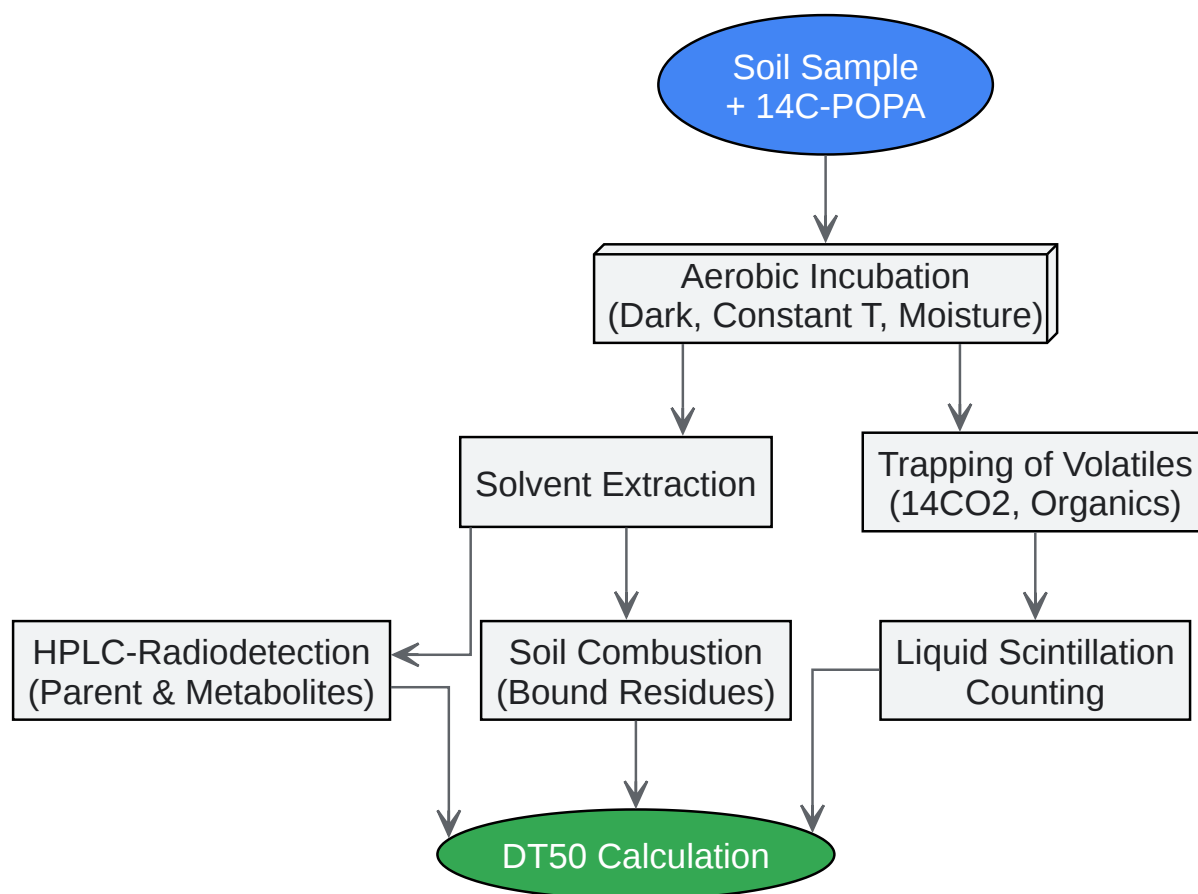 Soil Sample
+ 14C-POPA
Aerobic Incubation
(Dark, Constant T, Moisture)
Solvent Extraction
Trapping of Volatiles
(14CO2, Organics)
HPLC-Radiodetection
(Parent & Metabolites)
Soil Combustion
(Bound Residues)
Liquid Scintillation
Counting
DT50 Calculation